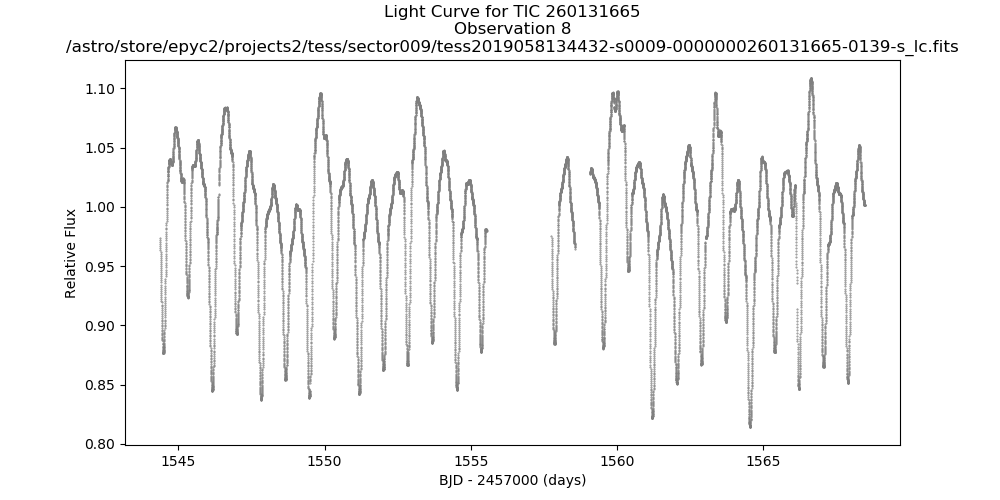 Light Curve for TIC 260131665
Observation 8
/astro/store/epyc2/projects2/tess/sector009/tess2019058134432-s0009-0000000260131665-0139-s_lc.fits
1.10
1.05
1.00
0.95
0.90
0.85
0.80
Relative Flux
1545
1550
1555
1560
1565
BJD - 2457000 (days)